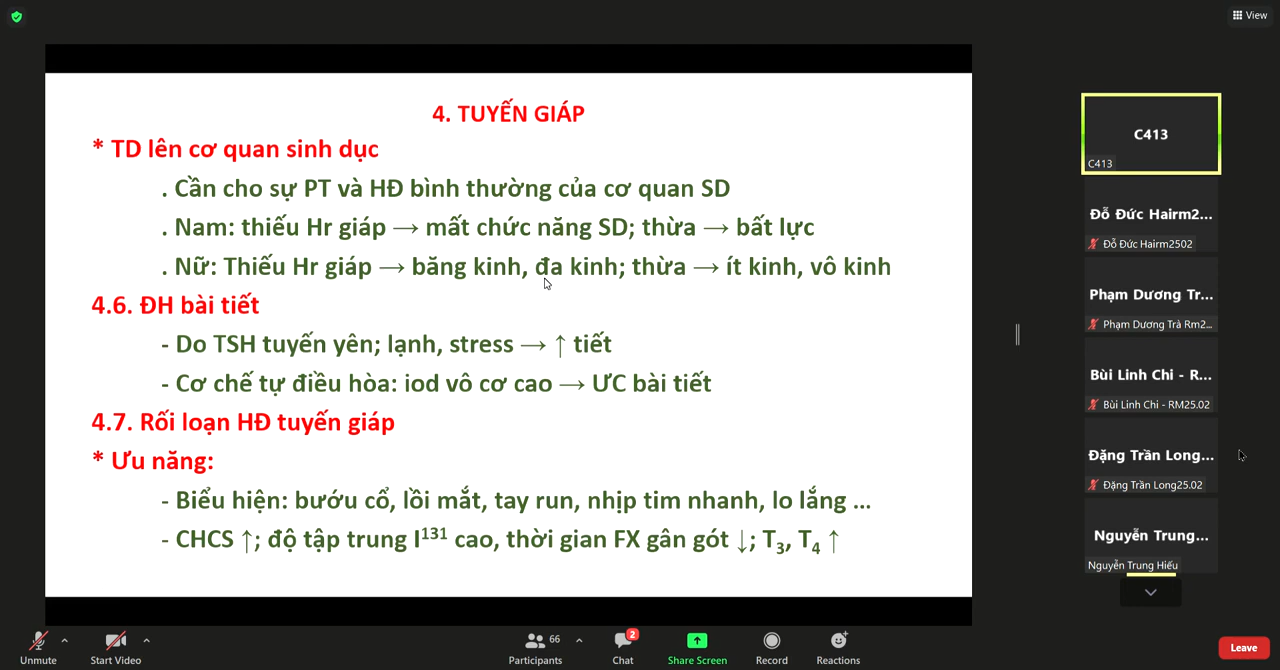 View
4. TUYẾN GIÁP
* TD lên cơ quan sinh dục
. Cần cho sự PT và HĐ bình thường của cơ quan SD
. Nam: thiếu Hr giáp → mất chức năng SD; thừa → bất lực
. Nữ: Thiếu Hr giáp → băng kinh, đa kinh; thừa → ít kinh, vô kinh
4.6. ĐH bài tiết
- Do TSH tuyến yên; lạnh, stress → ↑ tiết
- Cơ chế tự điều hòa: iod vô cơ cao → ƯC bài tiết
4.7. Rối loạn HĐ tuyến giáp
* Ưu năng:
- Biểu hiện: bướu cổ, lồi mắt, tay run, nhịp tim nhanh, lo lắng ...
- CHCS ↑; độ tập trung I¹³¹ cao, thời gian FX gân gót ↓; T₃, T₄ ↑
C413
C413
Đỗ Đức Hairm2...
Đỗ Đức Hairm2502
Phạm Dương Tr...
Phạm Dương Trà Rm2...
Bùi Linh Chi - R...
Bùi Linh Chi - RM25.02
Đặng Trần Long...
Đặng Trần Long25.02
Nguyễn Trung...
Nguyễn Trung Hiếu
Unmute
Start Video
Participants 66
Chat 2
Share Screen
Record
Reactions
Leave